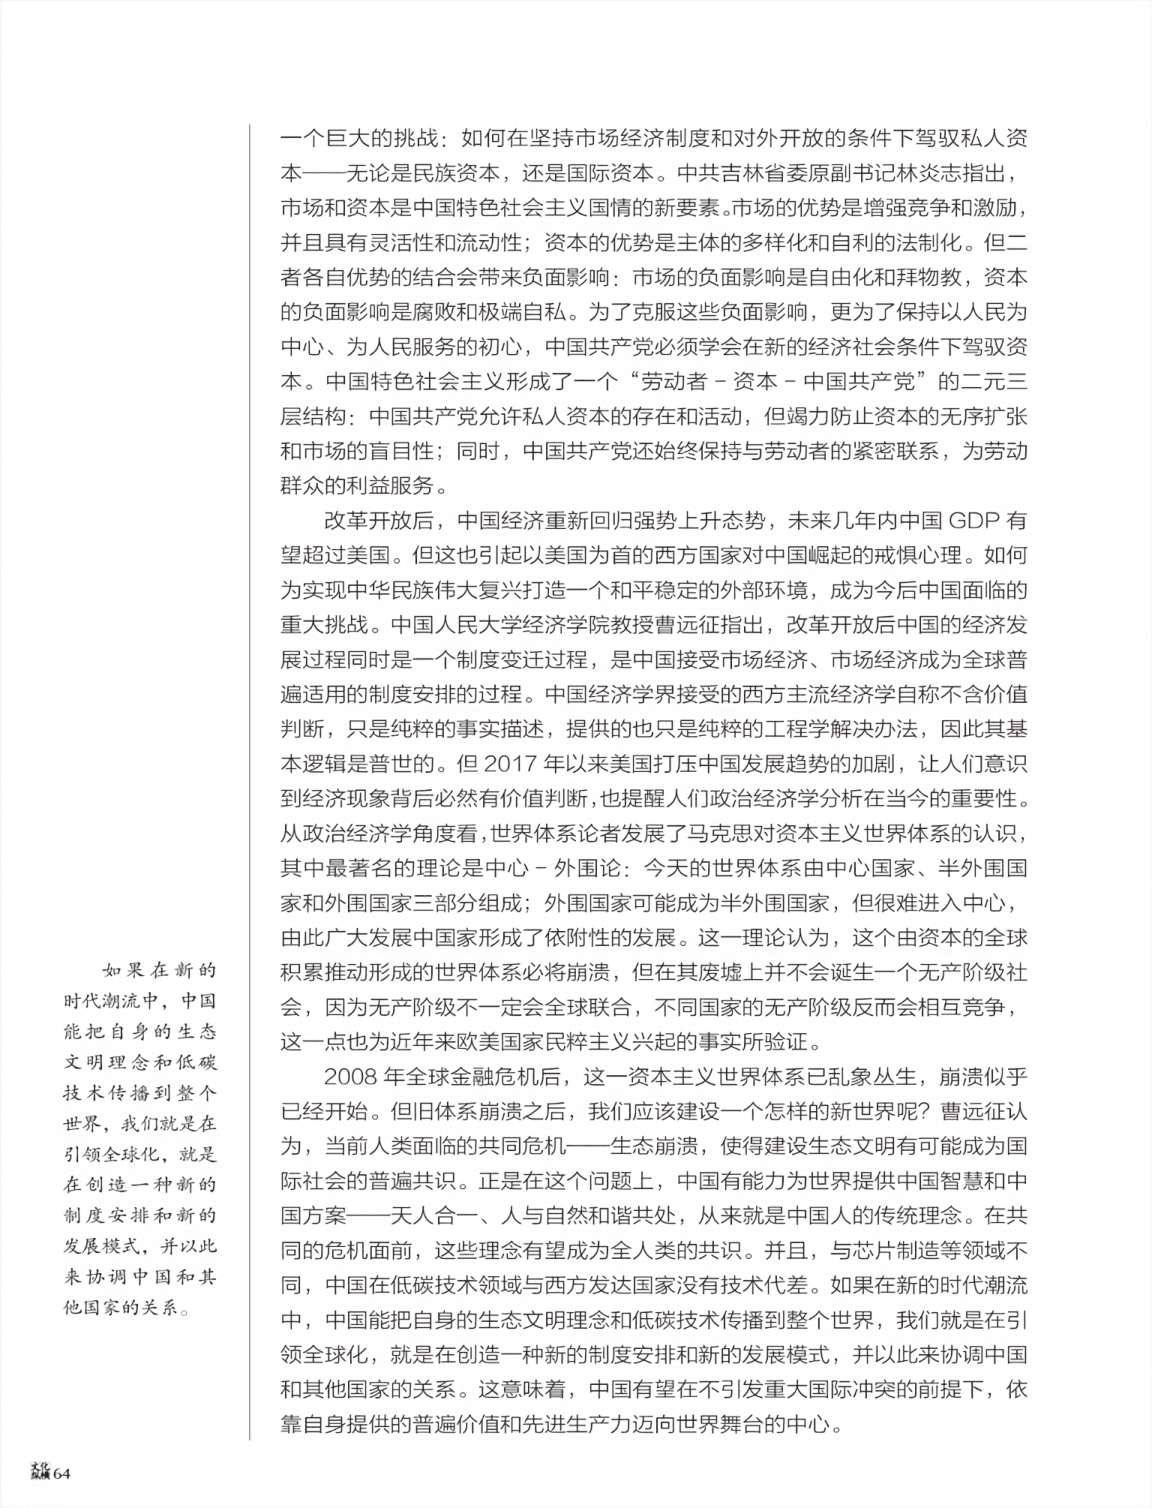 一个巨大的挑战：如何在坚持市场经济制度和对外开放的条件下驾驭私人资
本——无论是民族资本，还是国际资本。中共吉林省委原副书记林炎志指出，
市场和资本是中国特色社会主义国情的新要素。市场的优势是增强竞争和激励，
并且具有灵活性和流动性；资本的优势是主体的多样化和自利的法制化。但二
者各自优势的结合会带来负面影响：市场的负面影响是自由化和拜物教，资本
的负面影响是腐败和极端自私。为了克服这些负面影响，更为了保持以人民为
中心、为人民服务的初心，中国共产党必须学会在新的经济社会条件下驾驭资
本。中国特色社会主义形成了一个“劳动者－资本－中国共产党”的二元三
层结构：中国共产党允许私人资本的存在和活动，但竭力防止资本的无序扩张
和市场的盲目性；同时，中国共产党还始终保持与劳动者的紧密联系，为劳动
群众的利益服务。
改革开放后，中国经济重新回归强势上升态势，未来几年内中国 GDP 有
望超过美国。但这也引起以美国为首的西方国家对中国崛起的戒惧心理。如何
为实现中华民族伟大复兴打造一个和平稳定的外部环境，成为今后中国面临的
重大挑战。中国人民大学经济学院教授曹远征指出，改革开放后中国的经济发
展过程同时是一个制度变迁过程，是中国接受市场经济、市场经济成为全球普
遍适用的制度安排的过程。中国经济学界接受的西方主流经济学自称不含价值
判断，只是纯粹的事实描述，提供的也只是纯粹的工程学解决办法，因此其基
本逻辑是普世的。但 2017 年以来美国打压中国发展趋势的加剧，让人们意识
到经济现象背后必然有价值判断，也提醒人们政治经济学分析在当今的重要性。
从政治经济学角度看，世界体系论者发展了马克思对资本主义世界体系的认识，
其中最著名的理论是中心－外围论：今天的世界体系由中心国家、半外围国
家和外围国家三部分组成；外围国家可能成为半外围国家，但很难进入中心，
由此广大发展中国家形成了依附性的发展。这一理论认为，这个由资本的全球
积累推动形成的世界体系必将崩溃，但在其废墟上并不会诞生一个无产阶级社
会，因为无产阶级不一定会全球联合，不同国家的无产阶级反而会相互竞争，
这一点也为近年来欧美国家民粹主义兴起的事实所验证。
2008 年全球金融危机后，这一资本主义世界体系已乱象丛生，崩溃似乎
已经开始。但旧体系崩溃之后，我们应该建设一个怎样的新世界呢？曹远征认
为，当前人类面临的共同危机——生态崩溃，使得建设生态文明有可能成为国
际社会的普遍共识。正是在这个问题上，中国有能力为世界提供中国智慧和中
国方案——天人合一、人与自然和谐共处，从来就是中国人的传统理念。在共
同的危机面前，这些理念有望成为全人类的共识。并且，与芯片制造等领域不
同，中国在低碳技术领域与西方发达国家没有技术代差。如果在新的时代潮流
中，中国能把自身的生态文明理念和低碳技术传播到整个世界，我们就是在引
领全球化，就是在创造一种新的制度安排和新的发展模式，并以此来协调中国
和其他国家的关系。这意味着，中国有望在不引发重大国际冲突的前提下，依
靠自身提供的普遍价值和先进生产力迈向世界舞台的中心。
如果在新的
时代潮流中，中国
能把自身的生态
文明理念和低碳
技术传播到整个
世界，我们就是在
引领全球化，就是
在创造一种新的
制度安排和新的
发展模式，并以此
来协调中国和其
他国家的关系。
文化
纵横 64